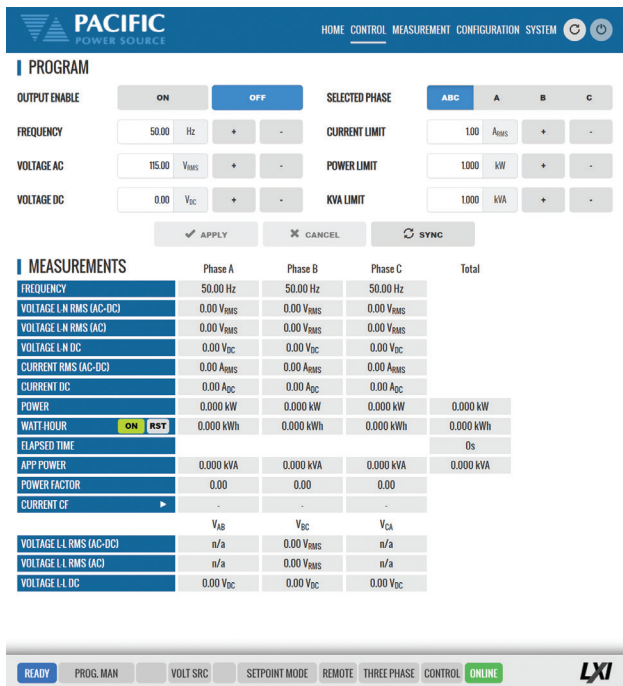 PACIFIC
POWER SOURCE
HOME CONTROL MEASUREMENT CONFIGURATION SYSTEM
PROGRAM
OUTPUT ENABLE ON OFF SELECTED PHASE ABC A B C
FREQUENCY 50.00 Hz + - CURRENT LIMIT 1.00 ARMS + -
VOLTAGE AC 115.00 VRMS + - POWER LIMIT 1.000 kW + -
VOLTAGE DC 0.00 VDC + - KVA LIMIT 1.000 kVA + -
APPLY CANCEL SYNC
MEASUREMENTS Phase A Phase B Phase C Total
FREQUENCY 50.00 Hz 50.00 Hz 50.00 Hz
VOLTAGE L-N RMS (AC-DC) 0.00 VRMS 0.00 VRMS 0.00 VRMS
VOLTAGE L-N RMS (AC) 0.00 VRMS 0.00 VRMS 0.00 VRMS
VOLTAGE L-N DC 0.00 VDC 0.00 VDC 0.00 VDC
CURRENT RMS (AC-DC) 0.00 ARMS 0.00 ARMS 0.00 ARMS
CURRENT DC 0.00 ADC 0.00 ADC 0.00 ADC
POWER 0.000 kW 0.000 kW 0.000 kW 0.000 kW
WATT-HOUR ON RST 0.000 kWh 0.000 kWh 0.000 kWh 0.000 kWh
ELAPSED TIME 0s
APP POWER 0.000 kVA 0.000 kVA 0.000 kVA 0.000 kVA
POWER FACTOR 0.00 0.00 0.00
CURRENT CF - - -
VAB VBC VCA
VOLTAGE L-L RMS (AC-DC) n/a 0.00 VRMS n/a
VOLTAGE L-L RMS (AC) n/a 0.00 VRMS n/a
VOLTAGE L-L DC 0.00 VDC 0.00 VDC 0.00 VDC
READY PROG. MAN VOLT SRC SETPOINT MODE REMOTE THREE PHASE CONTROL ONLINE LXI